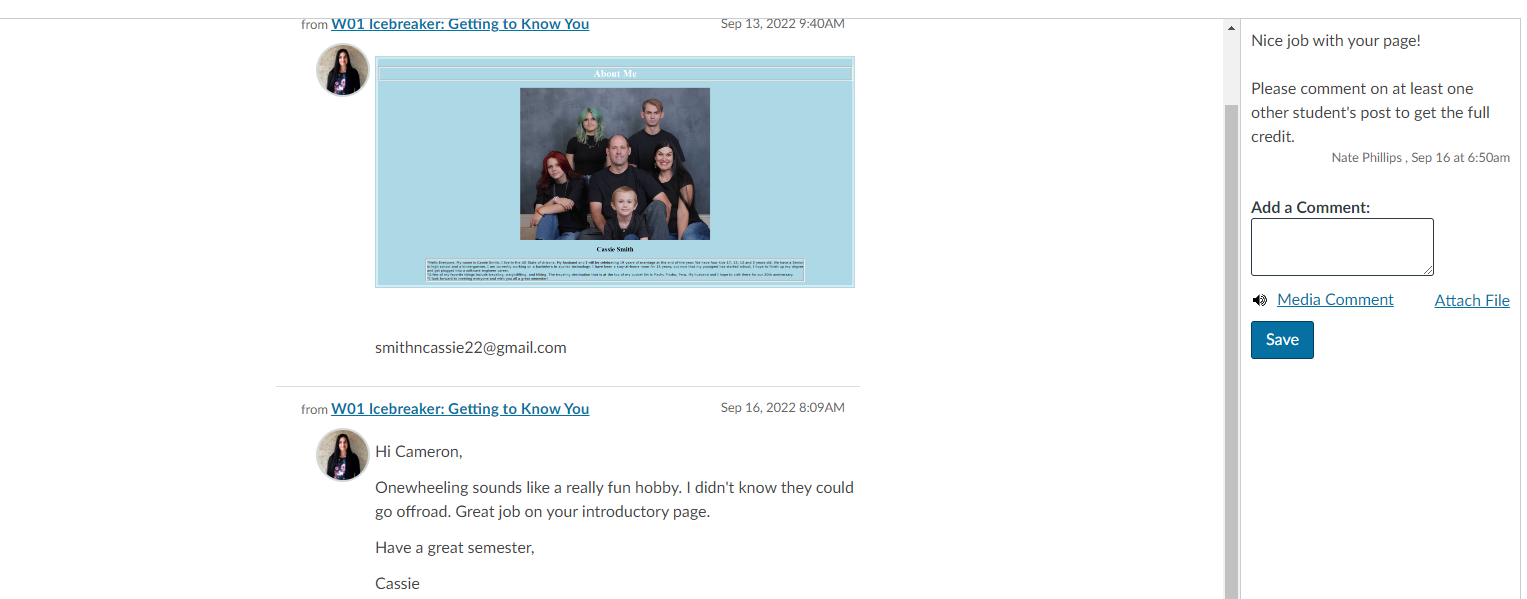 from W01 Icebreaker: Getting to Know You Sep 13, 2022 9:40AM
About Me
Cassie Smith
smithncassie22@gmail.com
from W01 Icebreaker: Getting to Know You Sep 16, 2022 8:09AM
Hi Cameron,
Onewheeling sounds like a really fun hobby. I didn't know they could
go offroad. Great job on your introductory page.
Have a great semester,
Cassie
Nice job with your page!
Please comment on at least one
other student's post to get the full
credit.
Nate Phillips , Sep 16 at 6:50am
Add a Comment:
Media Comment Attach File
Save